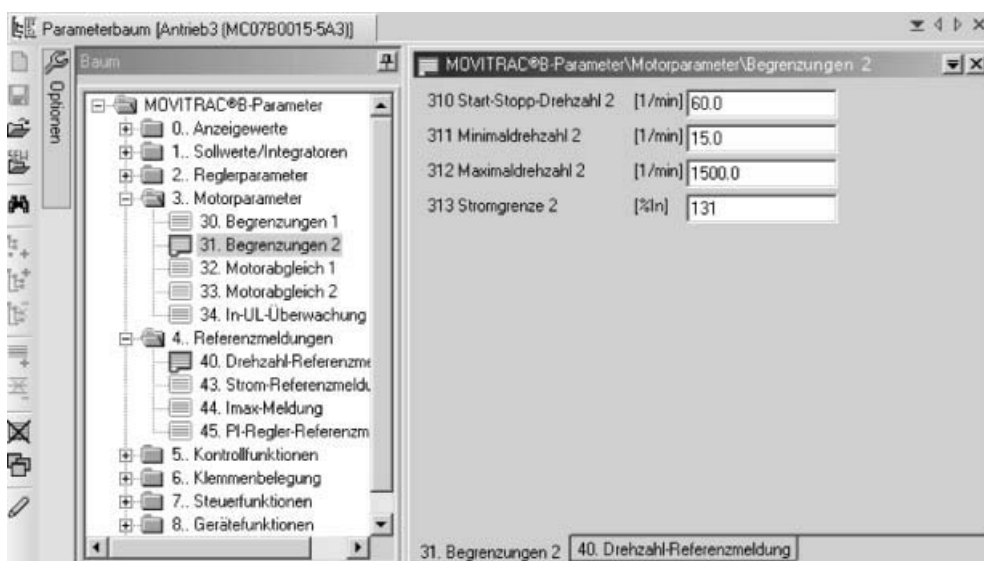 Parameterbaum [Antrieb3 (MC07B0015-5A3)]
Optionen
Baum
MOVITRAC®B-Parameter
0.. Anzeigewerte
1.. Sollwerte/Integratoren
2.. Reglerparameter
3.. Motorparameter
30. Begrenzungen 1
31. Begrenzungen 2
32. Motorabgleich 1
33. Motorabgleich 2
34. In-UL-Überwachung
4.. Referenzmeldungen
40. Drehzahl-Referenzme
43. Strom-Referenzmeldu
44. Imax-Meldung
45. PI-Regler-Referenzm
5.. Kontrollfunktionen
6.. Klemmenbelegung
7.. Steuerfunktionen
8.. Gerätefunktionen
MOVITRAC®B-Parameter\Motorparameter\Begrenzungen 2
310 Start-Stopp-Drehzahl 2 [1/min] 60.0
311 Minimaldrehzahl 2 [1/min] 15.0
312 Maximaldrehzahl 2 [1/min] 1500.0
313 Stromgrenze 2 [%In] 131
31. Begrenzungen 2 40. Drehzahl-Referenzmeldung